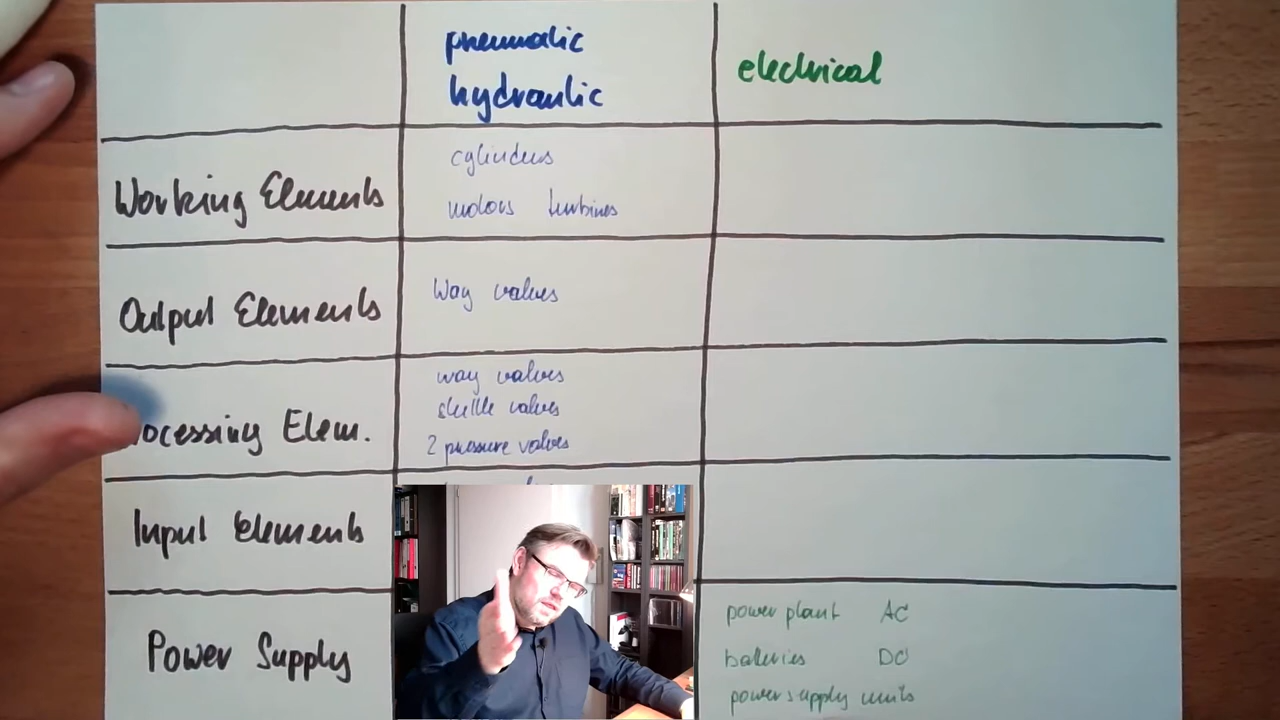 pneumatic
hydraulic
electrical
Working Elements
cylinders
motors turbines
Output Elements
Way valves
ocessing Elem.
way valves
shuttle valves
2 pressure valves
Input Elements
Power Supply
power plant AC
batteries DC
power supply units